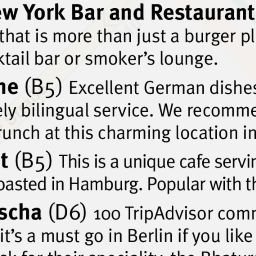 New York Bar and Restaurant
that is more than just a burger pl
ktail bar or smoker's lounge.
ne (B5) Excellent German dishes
ely bilingual service. We recomme
runch at this charming location in
t (B5) This is a unique cafe servin
oasted in Hamburg. Popular with th
scha (D6) 100 TripAdvisor comm
it's a must go in Berlin if you like